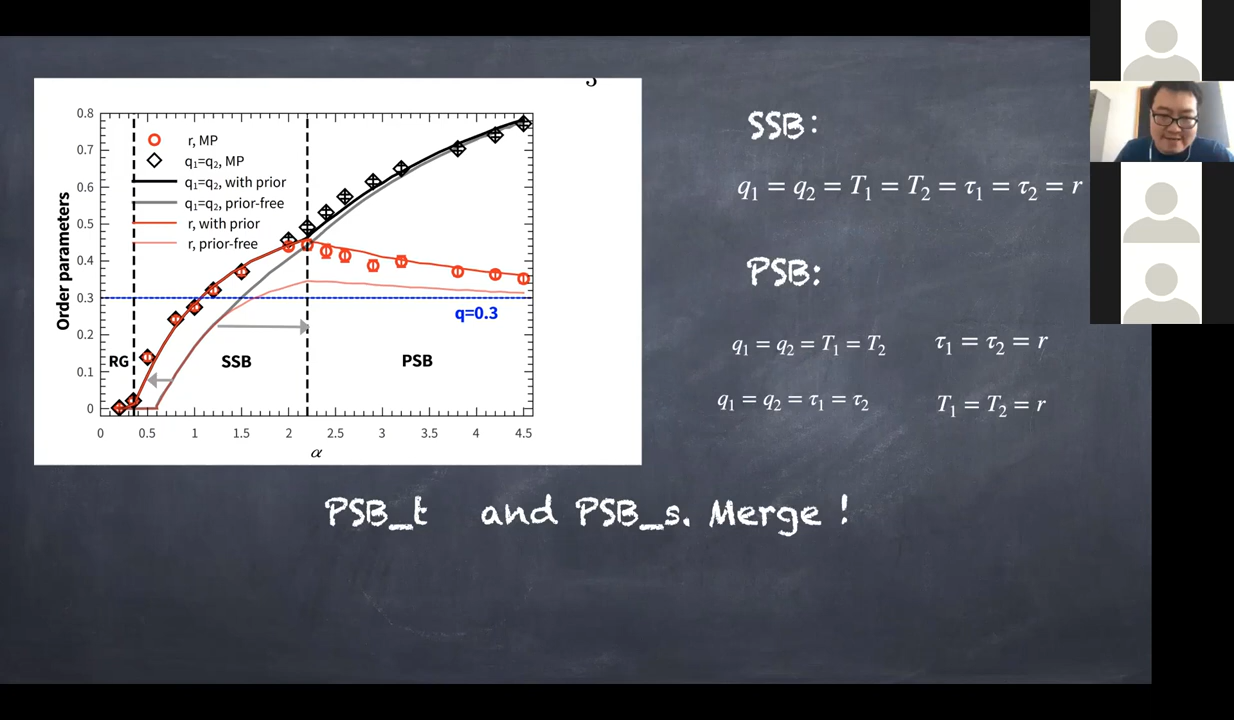 0.8
0.7
0.6
0.5
0.4
0.3
0.2
0.1
0
Order parameters
r, MP
q₁=q₂, MP
q₁=q₂, with prior
q₁=q₂, prior-free
r, with prior
r, prior-free
q=0.3
RG
SSB
PSB
0 0.5 1 1.5 2 2.5 3 3.5 4 4.5
α
SSB:
q₁ = q₂ = T₁ = T₂ = τ₁ = τ₂ = r
PSB:
q₁ = q₂ = T₁ = T₂ τ₁ = τ₂ = r
q₁ = q₂ = τ₁ = τ₂ T₁ = T₂ = r
PSB_t and PSB_s. Merge !